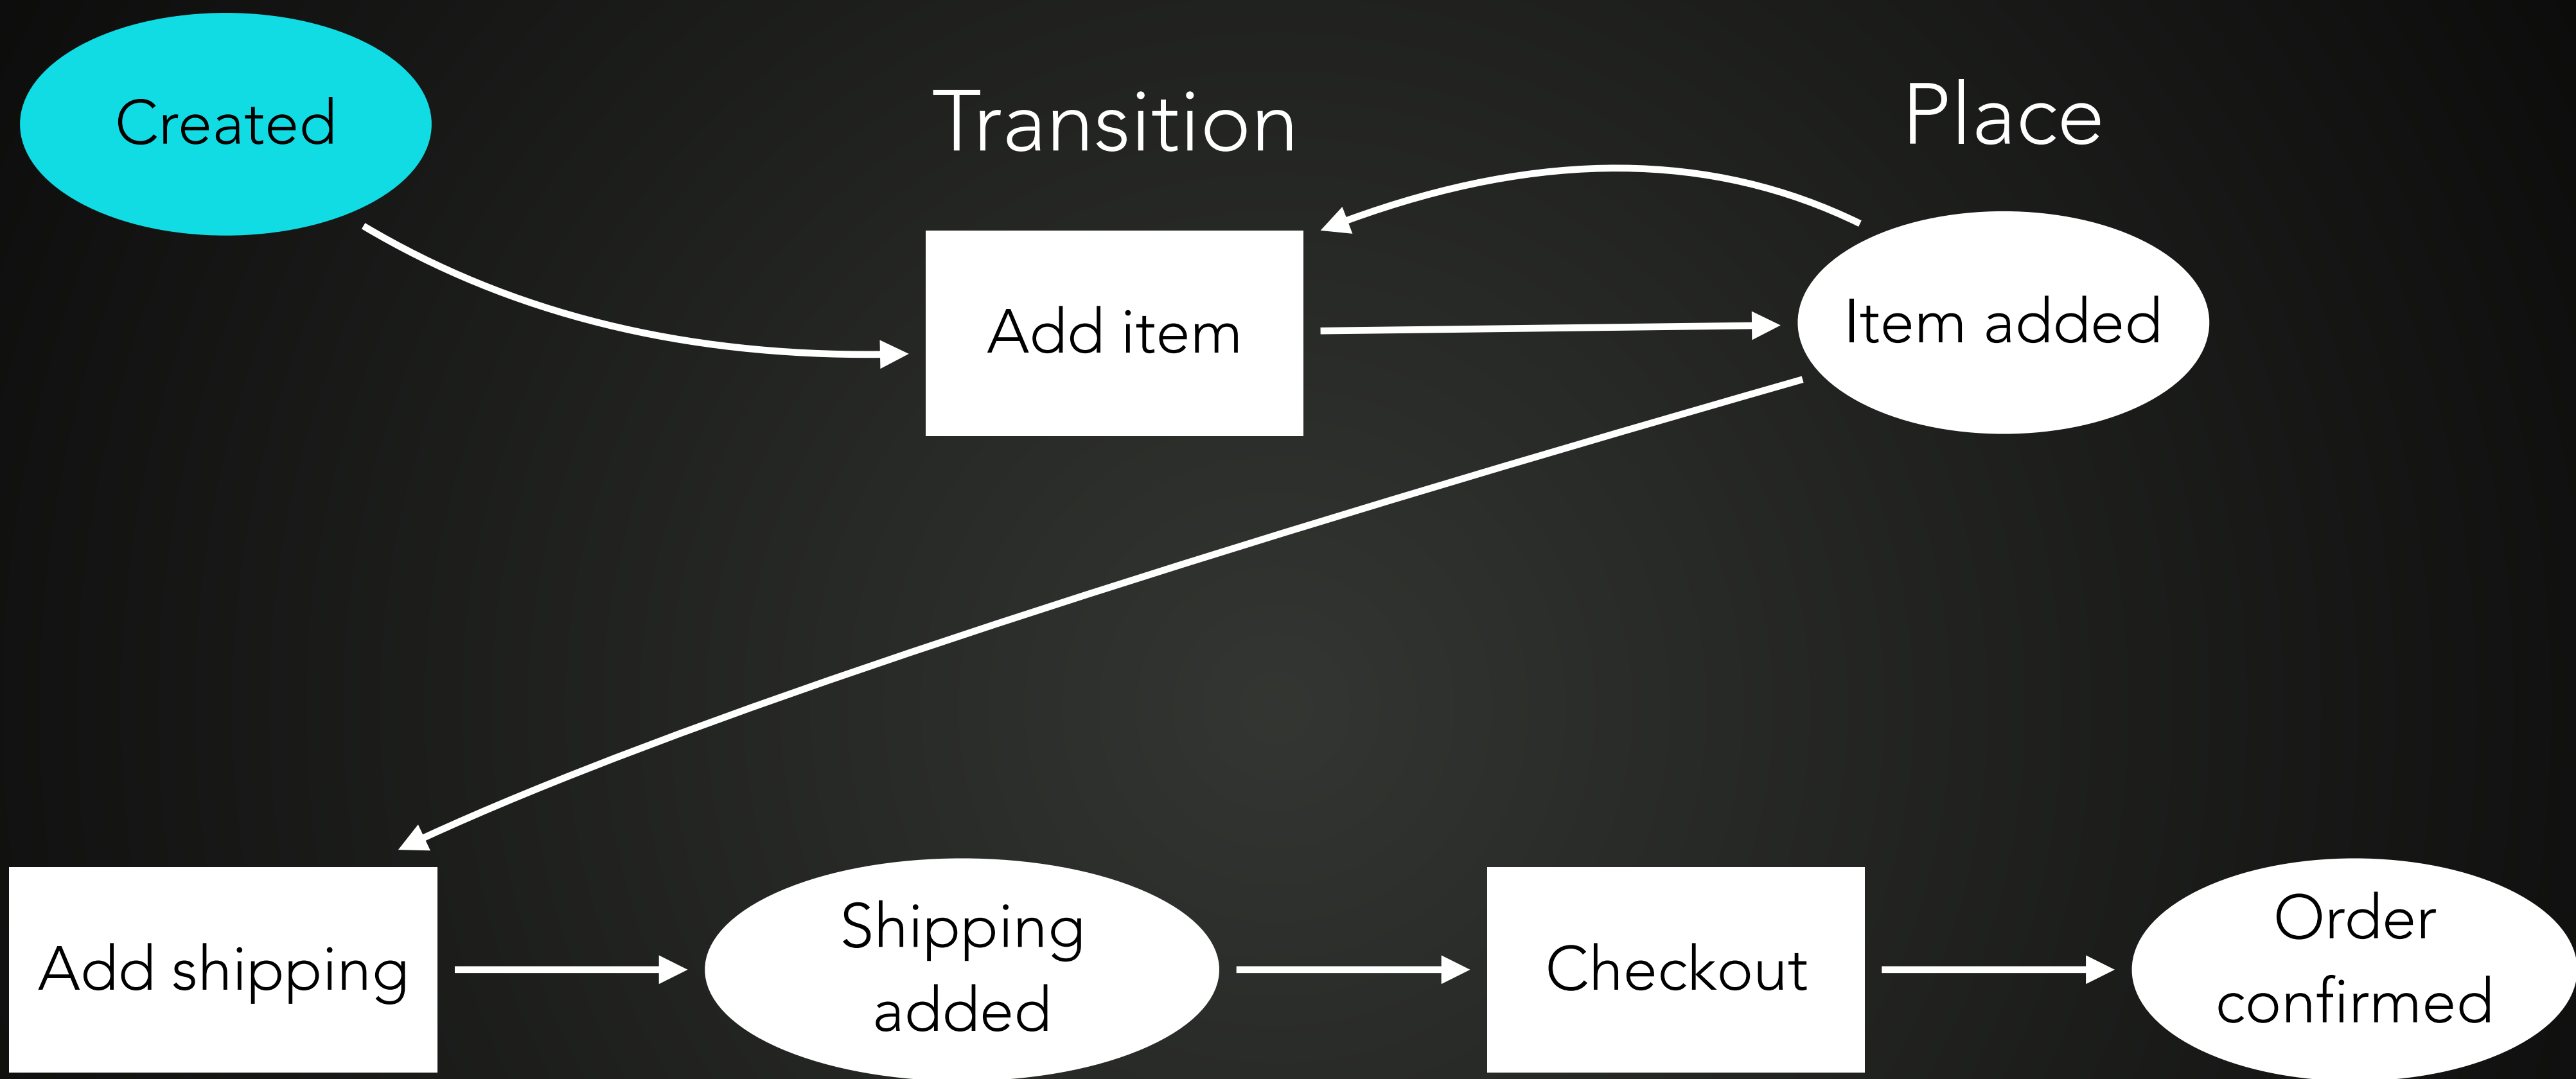 Created
Transition
Place
Add item
Item added
Add shipping
Shipping
added
Checkout
Order
confirmed